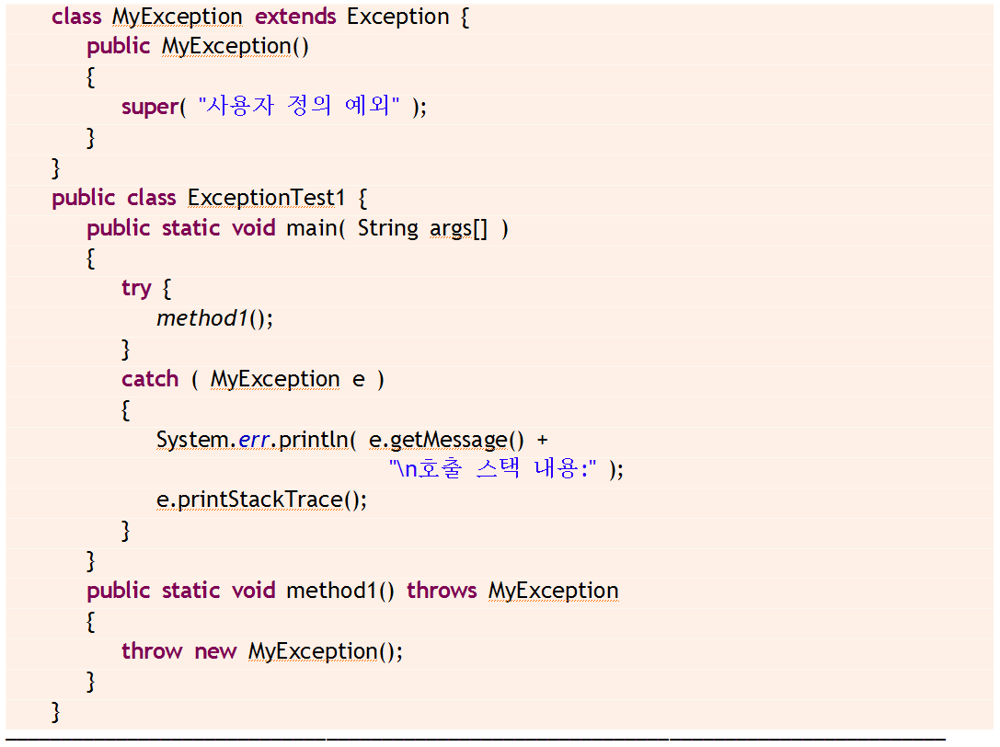 class MyException extends Exception {
public MyException()
{
super( "사용자 정의 예외" );
}
}
public class ExceptionTest1 {
public static void main( String args[] )
{
try {
method1();
}
catch ( MyException e )
{
System.err.println( e.getMessage() +
"\n호출 스택 내용:" );
e.printStackTrace();
}
}
public static void method1() throws MyException
{
throw new MyException();
}
}